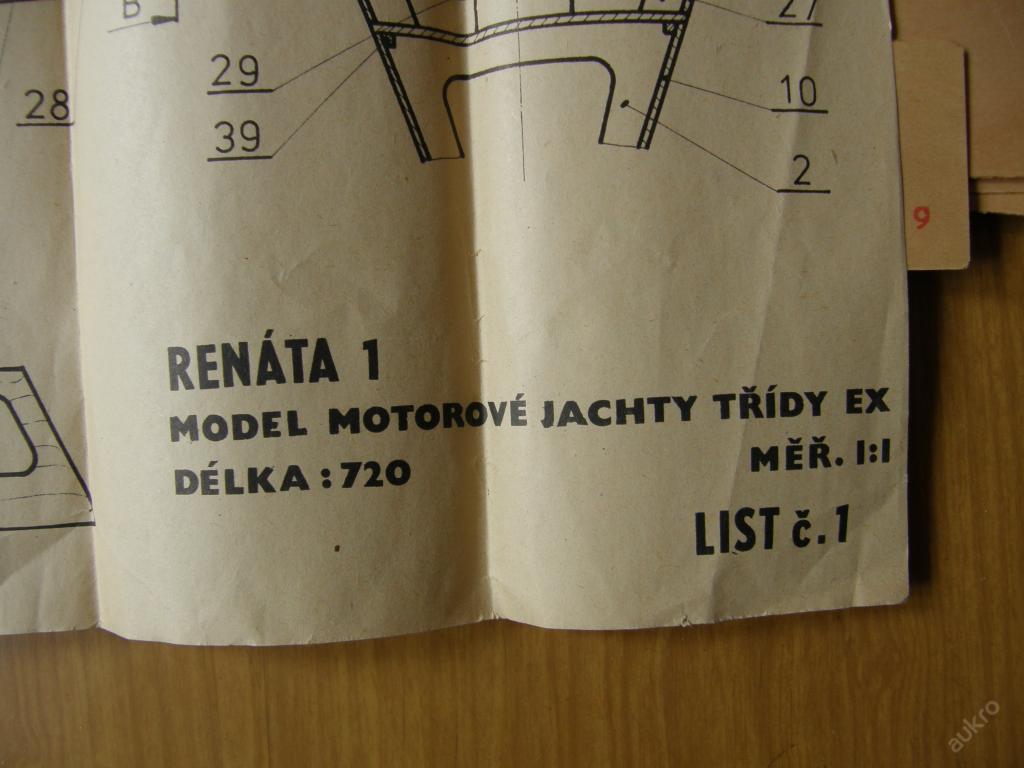 B
27
29
28
10
39
2
9
RENÁTA 1
MODEL MOTOROVÉ JACHTY TŘÍDY EX
DÉLKA : 720
MĚŘ. 1:1
LIST č. 1
aukro